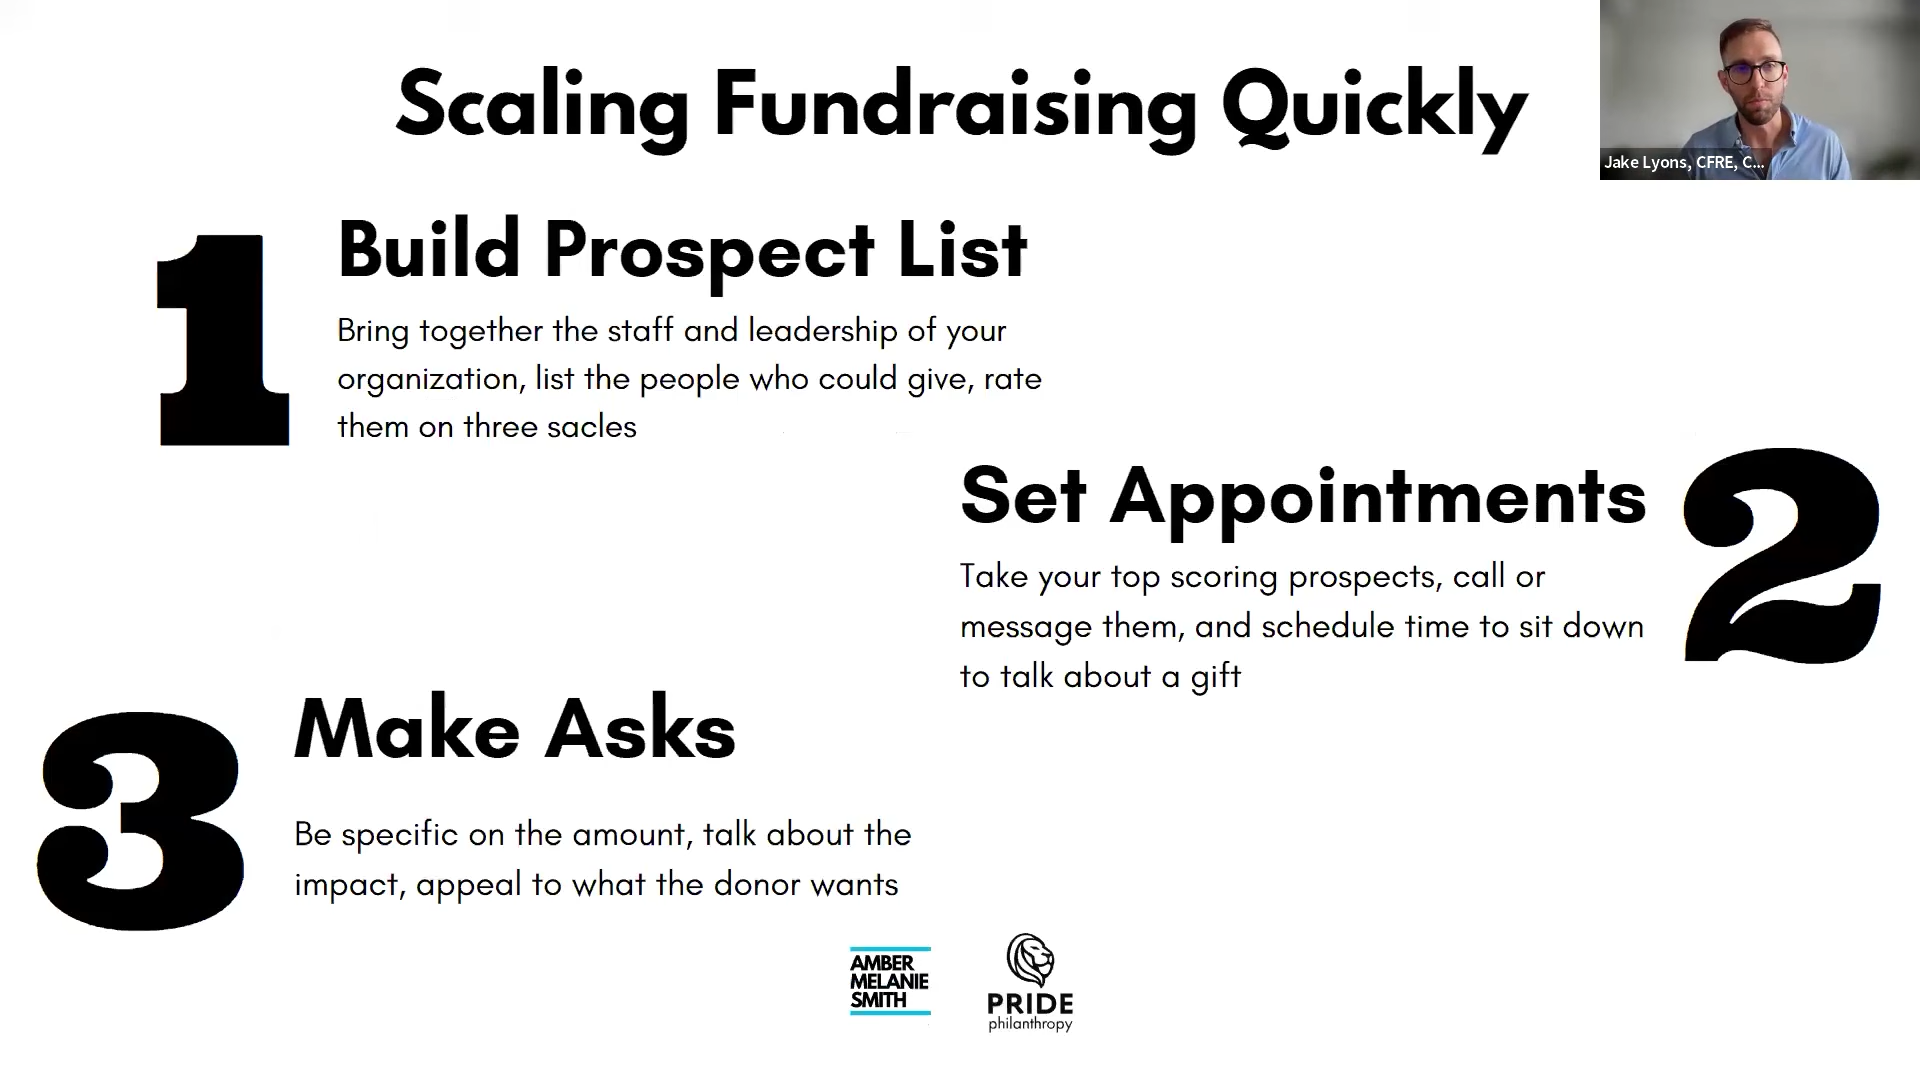 Scaling Fundraising Quickly
Jake Lyons, CFRE, C...
1
Build Prospect List
Bring together the staff and leadership of your
organization, list the people who could give, rate
them on three sacles
2
Set Appointments
Take your top scoring prospects, call or
message them, and schedule time to sit down
to talk about a gift
3
Make Asks
Be specific on the amount, talk about the
impact, appeal to what the donor wants
AMBER
MELANIE
SMITH
PRIDE
philanthropy